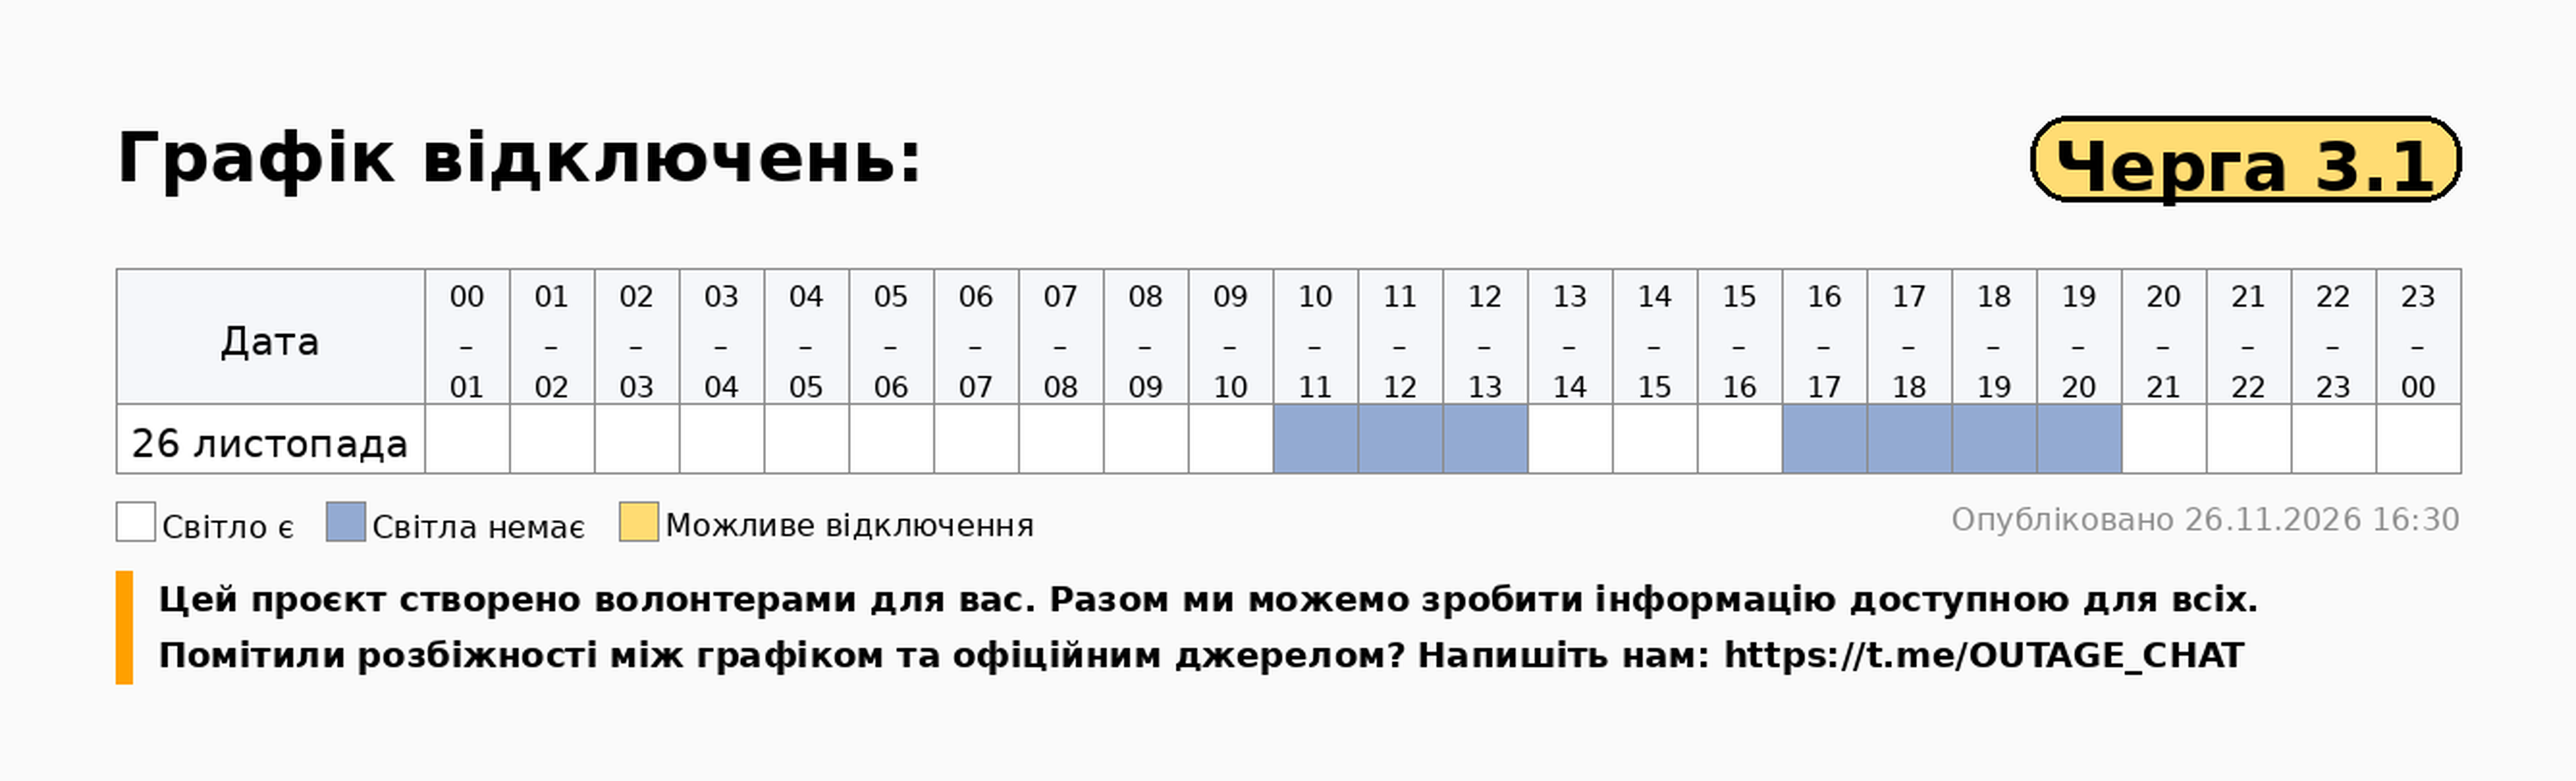 Графік відключень:
Черга 3.1
Дата
00 – 01
01 – 02
02 – 03
03 – 04
04 – 05
05 – 06
06 – 07
07 – 08
08 – 09
09 – 10
10 – 11
11 – 12
12 – 13
13 – 14
14 – 15
15 – 16
16 – 17
17 – 18
18 – 19
19 – 20
20 – 21
21 – 22
22 – 23
23 – 00
26 листопада
Світло є
Світла немає
Можливе відключення
Опубліковано 26.11.2026 16:30
Цей проєкт створено волонтерами для вас. Разом ми можемо зробити інформацію доступною для всіх.
Помітили розбіжності між графіком та офіційним джерелом? Напишіть нам: https://t.me/OUTAGE_CHAT